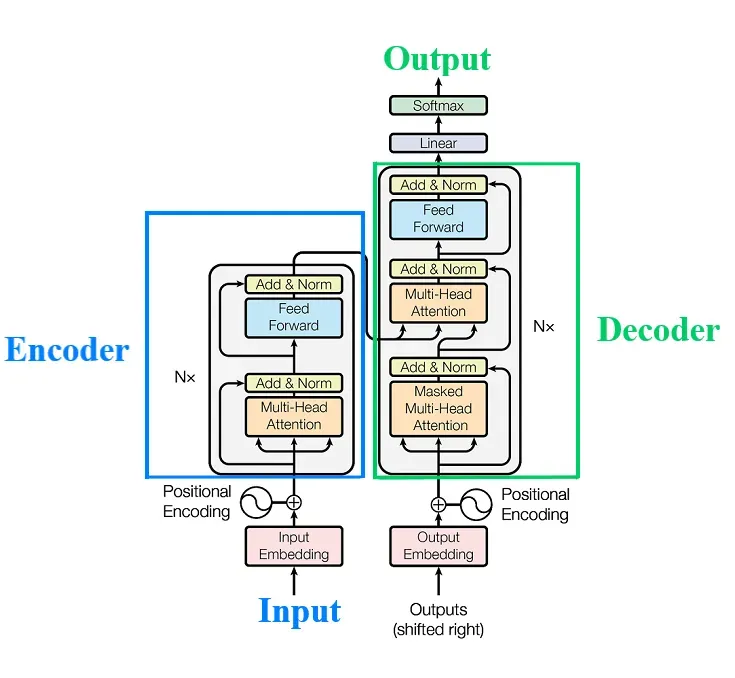 Output
Softmax
Linear
Add & Norm
Feed
Forward
Add & Norm
Multi-Head
Attention
Add & Norm
Masked
Multi-Head
Attention
N×
Decoder
Encoder
N×
Add & Norm
Feed
Forward
Add & Norm
Multi-Head
Attention
Positional
Encoding
Input
Embedding
Input
Positional
Encoding
Output
Embedding
Outputs
(shifted right)